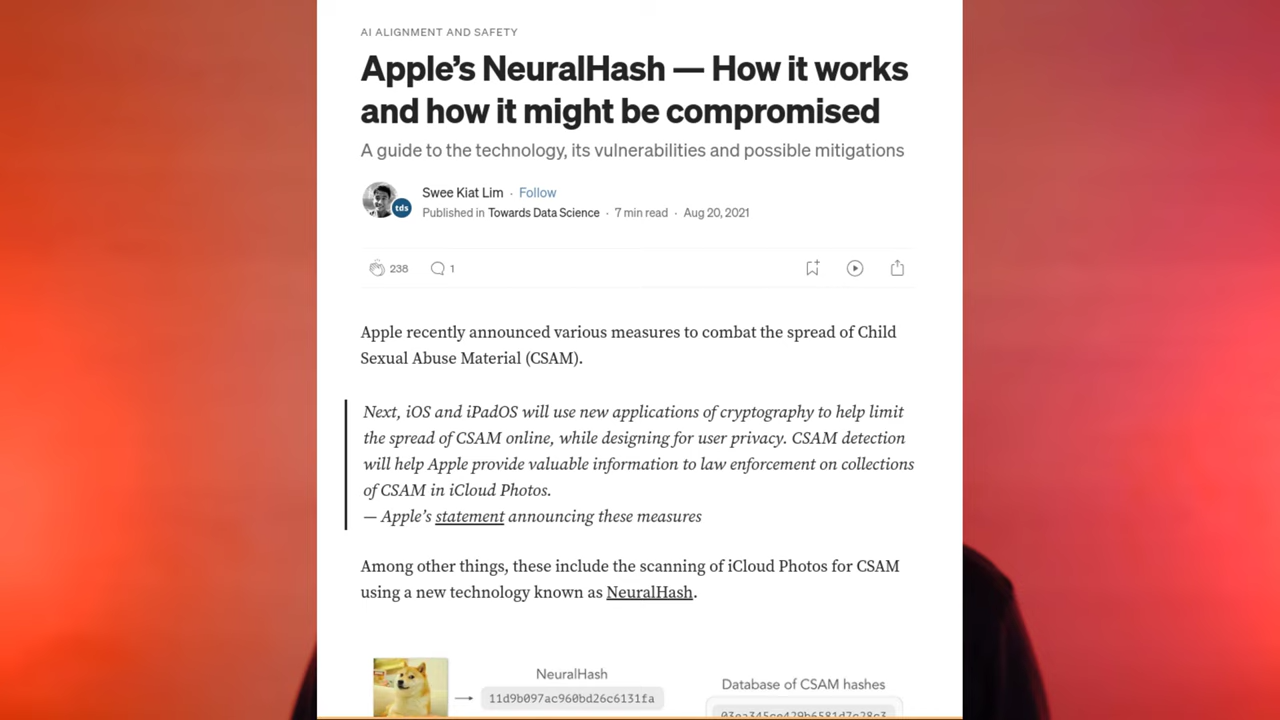 AI ALIGNMENT AND SAFETY
Apple’s NeuralHash — How it works
and how it might be compromised
A guide to the technology, its vulnerabilities and possible mitigations
Swee Kiat Lim · Follow
tds
Published in Towards Data Science · 7 min read · Aug 20, 2021
238 1
Apple recently announced various measures to combat the spread of Child
Sexual Abuse Material (CSAM).
Next, iOS and iPadOS will use new applications of cryptography to help limit
the spread of CSAM online, while designing for user privacy. CSAM detection
will help Apple provide valuable information to law enforcement on collections
of CSAM in iCloud Photos.
— Apple’s statement announcing these measures
Among other things, these include the scanning of iCloud Photos for CSAM
using a new technology known as NeuralHash.
NeuralHash
Database of CSAM hashes
11d9b097ac960bd26c6131fa